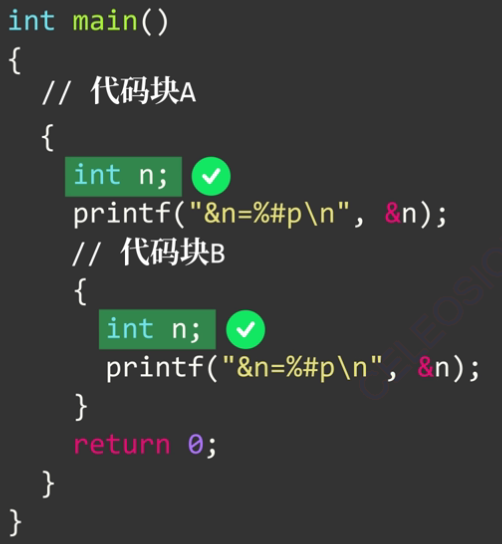 int main()
{
// 代码块A
{
int n;
printf("&n=%#p\n", &n);
// 代码块B
{
int n;
printf("&n=%#p\n", &n);
}
return 0;
}
}